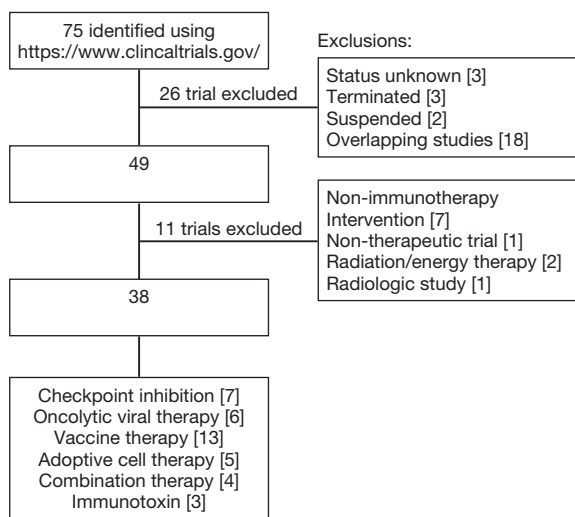 75 identified using
https://www.clincaltrials.gov/
Exclusions:
26 trial excluded
Status unknown [3]
Terminated [3]
Suspended [2]
Overlapping studies [18]
49
11 trials excluded
Non-immunotherapy
Intervention [7]
Non-therapeutic trial [1]
Radiation/energy therapy [2]
Radiologic study [1]
38
Checkpoint inhibition [7]
Oncolytic viral therapy [6]
Vaccine therapy [13]
Adoptive cell therapy [5]
Combination therapy [4]
Immunotoxin [3]